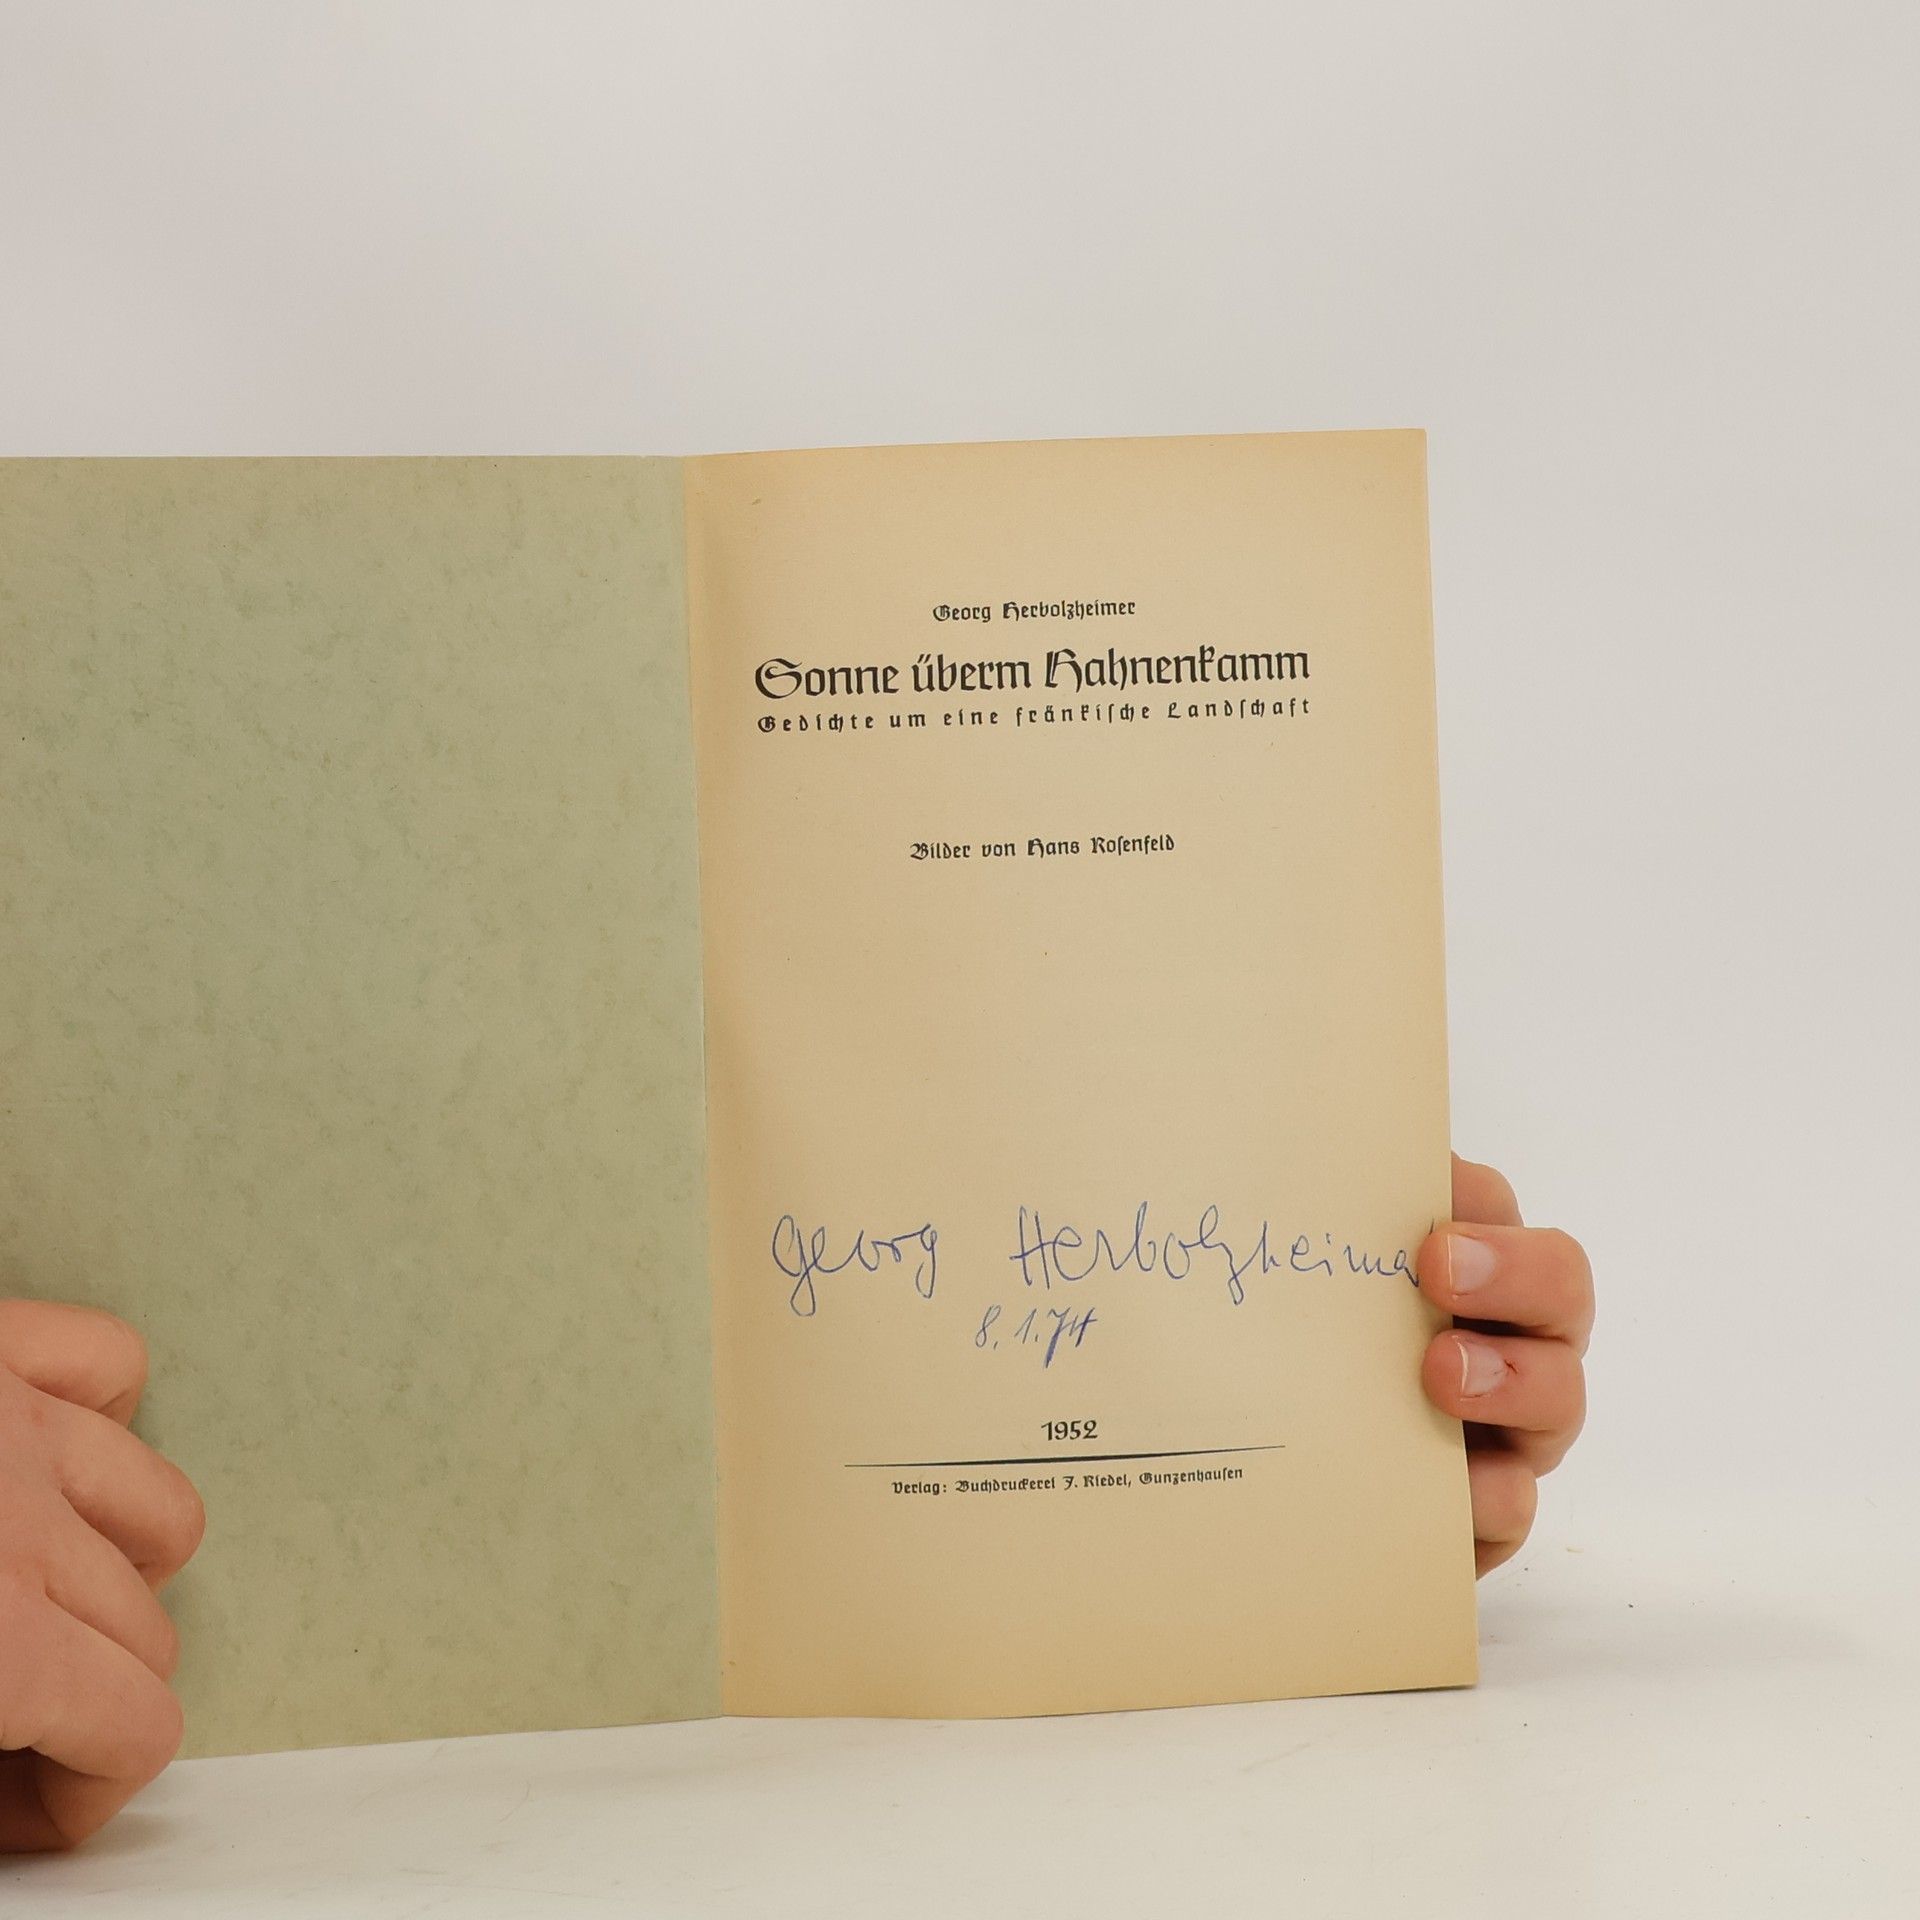 Georg Herbolzheimer
Sonne überm Hahnenkamm
Gedichte um eine fränkiſche Landſchaft
Bilder von Hans Roſenfeld
Georg Herbolzheimer
8. 1. 74
1952
Verlag: Buchdruckerei J. Riedel, Gunzenhauſen